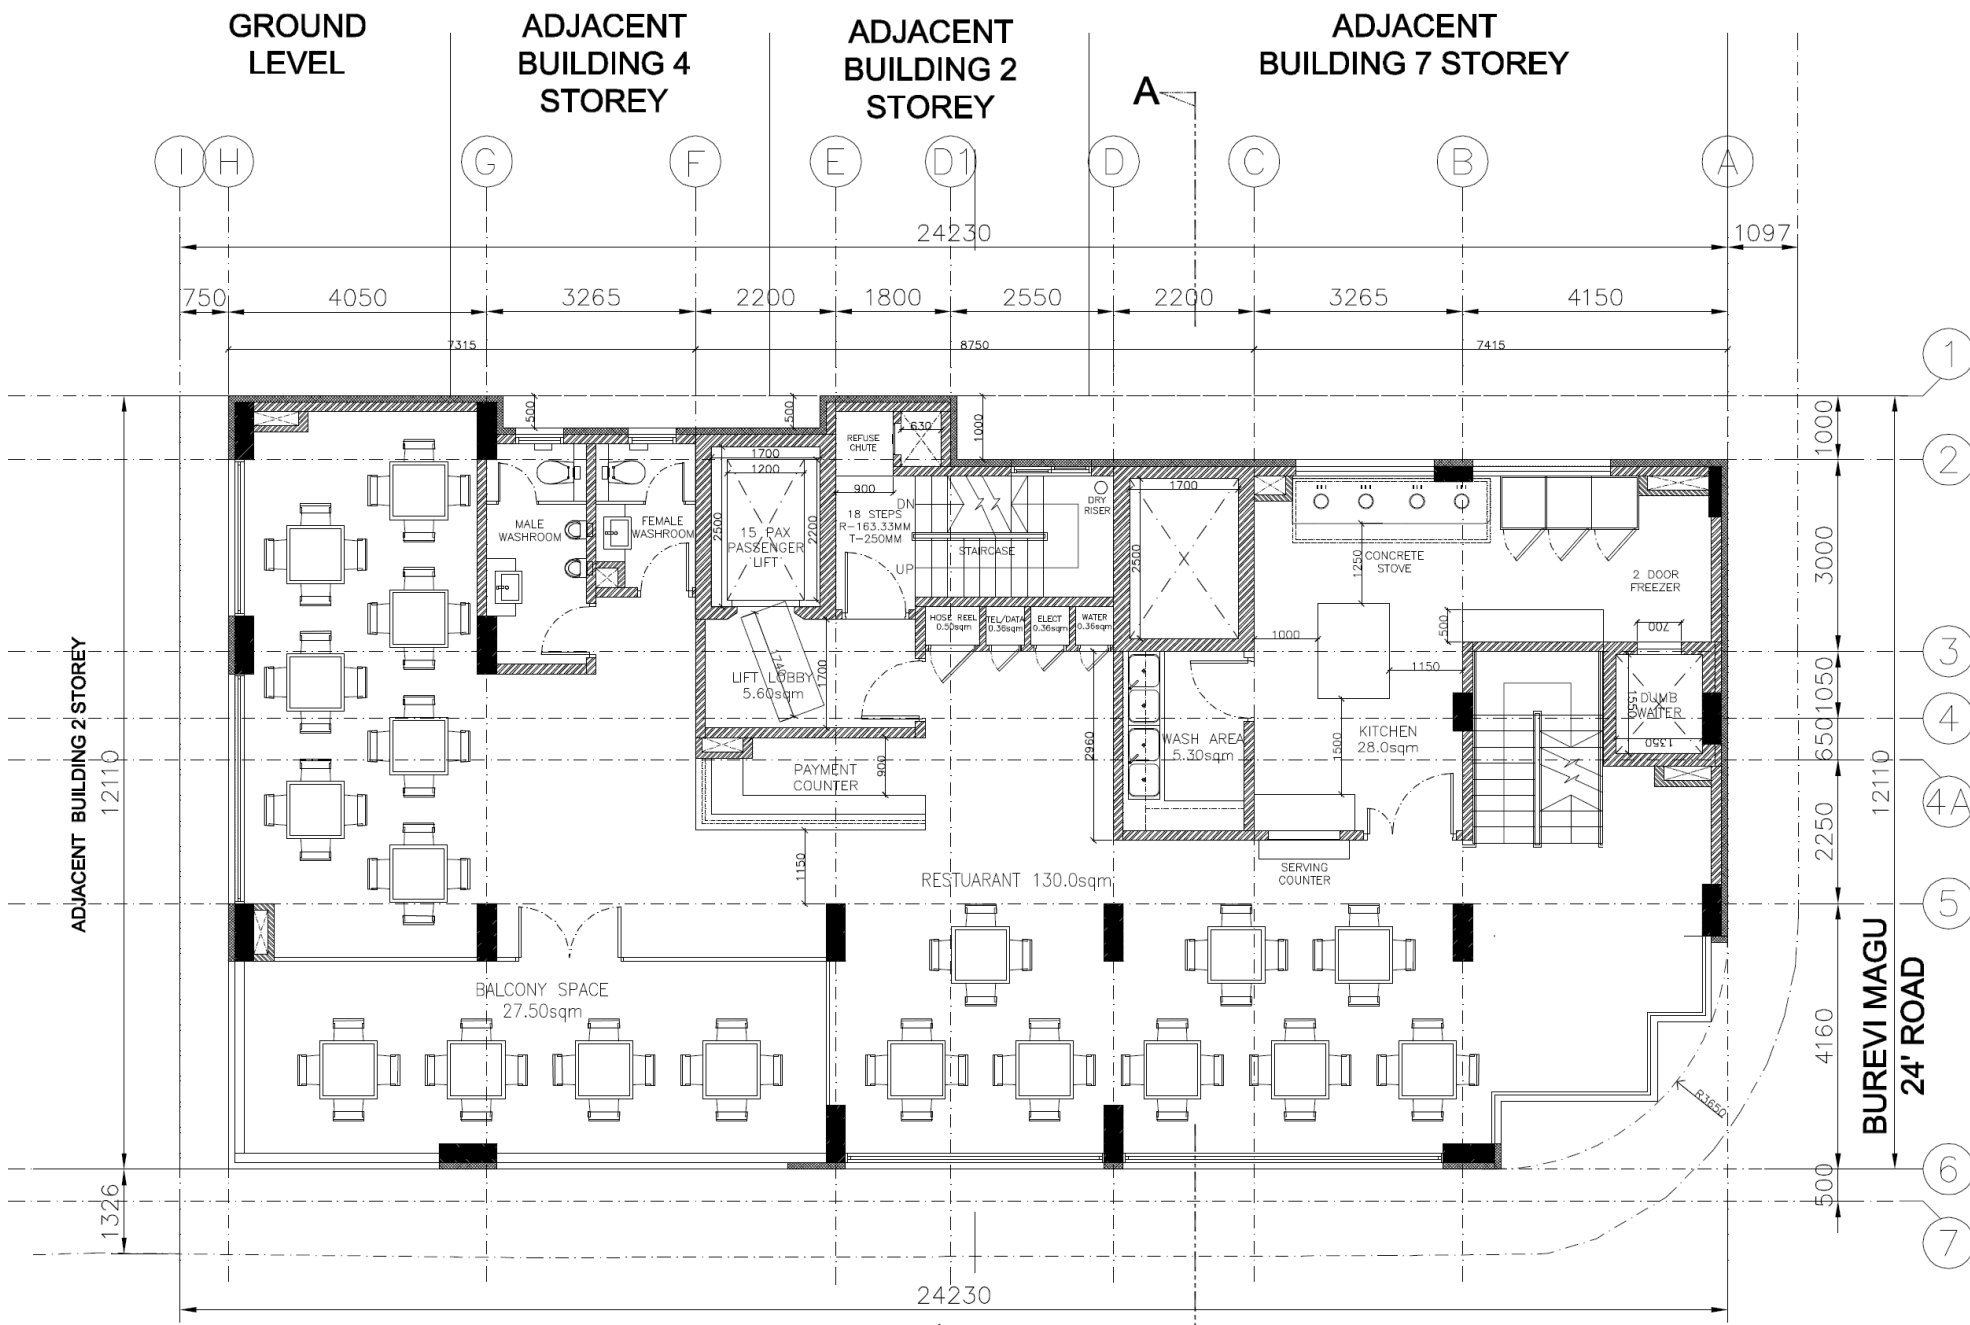 GROUND
LEVEL
ADJACENT
BUILDING 4
STOREY
ADJACENT
BUILDING 2
STOREY
ADJACENT
BUILDING 7 STOREY
A
I
H
G
F
E
D1
D
C
B
A
24230
1097
750
4050
3265
2200
1800
2550
2200
3265
4150
7315
8750
7415
1
2
3
4
4A
5
6
7
1000
3000
1050
650
2250
4160
500
12110
BUREVI MAGU
24' ROAD
ADJACENT BUILDING 2 STOREY
12110
1326
500
500
1000
REFUSE
CHUTE
630
900
1700
1200
2500
2200
15 PAX
PASSENGER
LIFT
MALE
WASHROOM
FEMALE
WASHROOM
DN
18 STEPS
R-163.33MM
T-250MM
UP
STAIRCASE
DRY
RISER
1700
2500
HOSE REEL
0.50sqm
TEL/DATA
0.36sqm
ELECT
0.36sqm
WATER
0.36sqm
LIFT LOBBY
5.60sqm
1740
1700
PAYMENT
COUNTER
900
1150
2960
WASH AREA
5.30sqm
CONCRETE
STOVE
1250
1000
1150
1500
KITCHEN
28.0sqm
2 DOOR
FREEZER
500
700
DUMB
WAITER
1550
1350
SERVING
COUNTER
RESTUARANT 130.0sqm
BALCONY SPACE
27.50sqm
R3650
24230